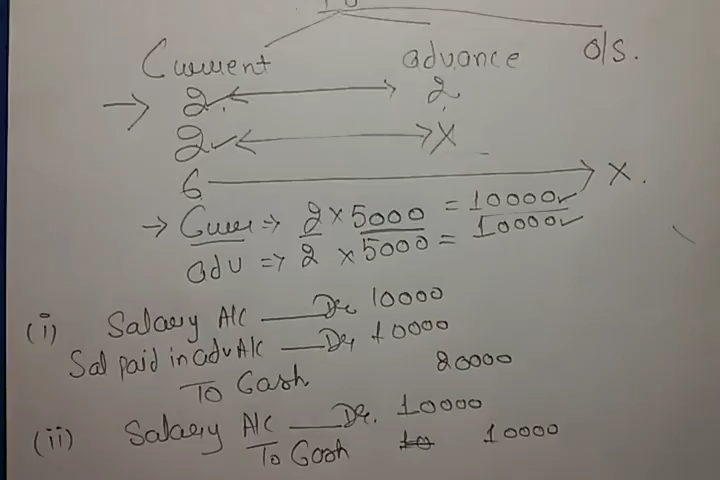 Current advance O/S.
→ 2. ↔ 2
2✓ ↔ X
6 → X.
→ Curr => 2 × 5000 = 10000✓
adv => 2 × 5000 = 10000✓
(i) Salary A/C — Dr 10000
Sal paid in adv A/C — Dr, 10000
To Cash 20000
(ii) Salary A/C — Dr. 10000
To Cash 10000